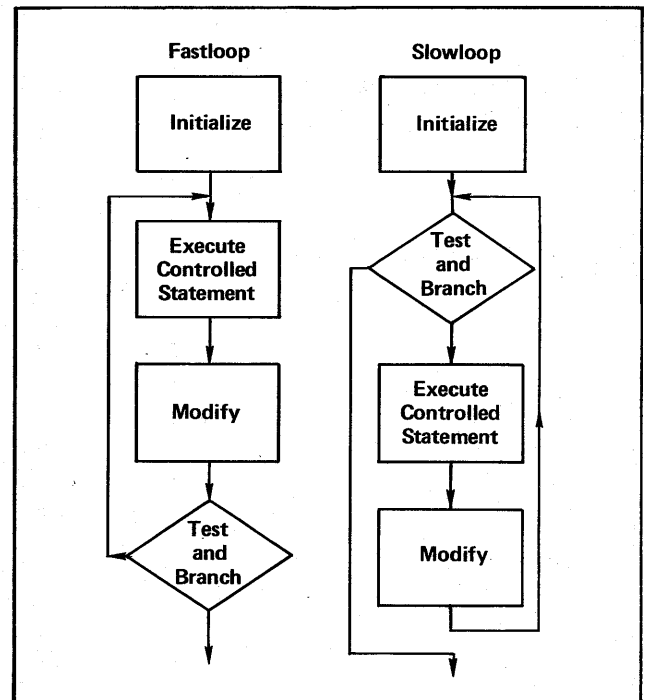 Fastloop
Initialize
Execute
Controlled
Statement
Modify
Test
and
Branch
Slowloop
Initialize
Test
and
Branch
Execute
Controlled
Statement
Modify